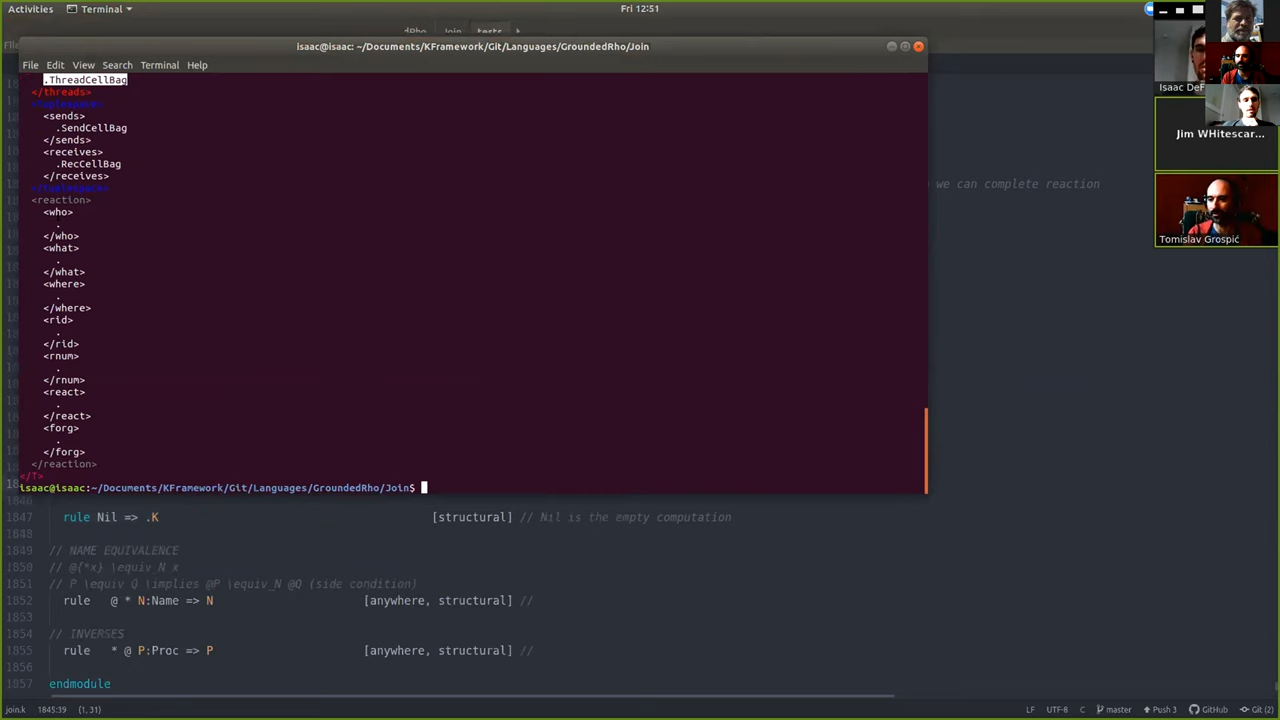 Activities Terminal Fri 12:51
isaac@isaac: ~/Documents/KFramework/Git/Languages/GroundedRho/Join
File Edit View Search Terminal Help
.ThreadCellBag
</threads>
<tuplespace>
<sends>
.SendCellBag
</sends>
<receives>
.RecCellBag
</receives>
</tuplespace>
<reaction>
<who>
.
</who>
<what>
.
</what>
<where>
.
</where>
<rid>
.
</rid>
<rnum>
.
</rnum>
<react>
.
</react>
<forg>
.
</forg>
</reaction>
</T>
isaac@isaac:~/Documents/KFramework/Git/Languages/GroundedRho/Join$
we can complete reaction
1847 rule Nil => .K [structural] // Nil is the empty computation
1848
1849 // NAME EQUIVALENCE
1850 // @{*x} \equiv N x
1851 // P \equiv Q \implies @P \equiv_N @Q (side condition)
1852 rule @ * N:Name => N [anywhere, structural] //
1853
1854 // INVERSES
1855 rule * @ P:Proc => P [anywhere, structural] //
1856
1857 endmodule
join.k 1845:39 (1, 31) LF UTF-8 C master Push 3 GitHub Git (2)
Isaac DeF
Jim WHitescar...
Tomislav Grospić